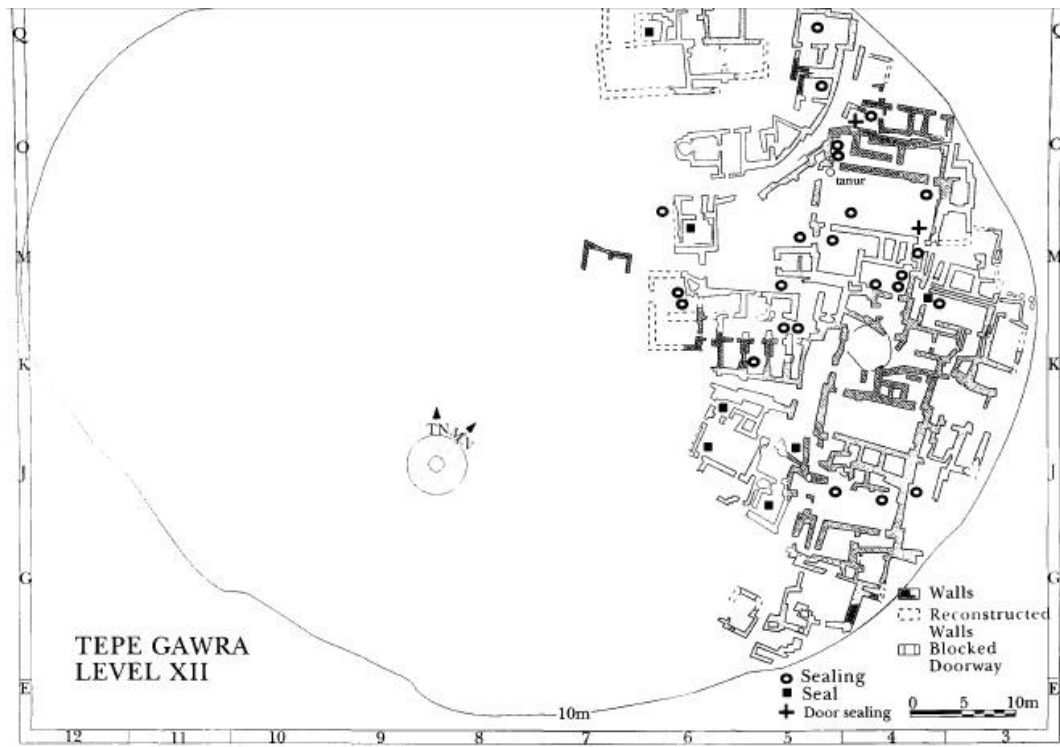 Q
Q
O
O
tanur
M
M
K
K
T.N.
M.N.
J
J
G
G
Walls
Reconstructed
Walls
Blocked
Doorway
TEPE GAWRA
LEVEL XII
E
E
Sealing
Seal
Door sealing
0 5 10m
10m
12 11 10 9 8 7 6 5 4 3